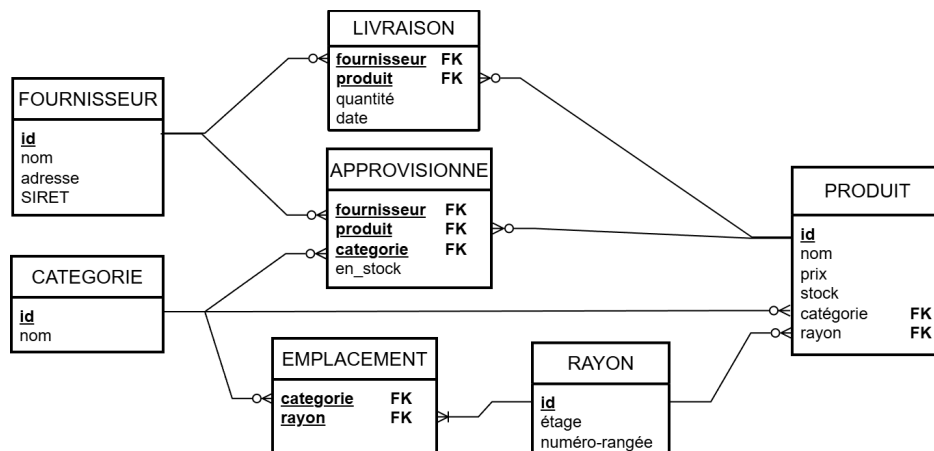 LIVRAISON
fournisseur FK
produit FK
quantité
date
FOURNISSEUR
id
nom
adresse
SIRET
APPROVISIONNE
fournisseur FK
produit FK
categorie FK
en_stock
PRODUIT
id
nom
prix
stock
catégorie FK
rayon FK
CATEGORIE
id
nom
EMPLACEMENT
categorie FK
rayon FK
RAYON
id
étage
numéro-rangée